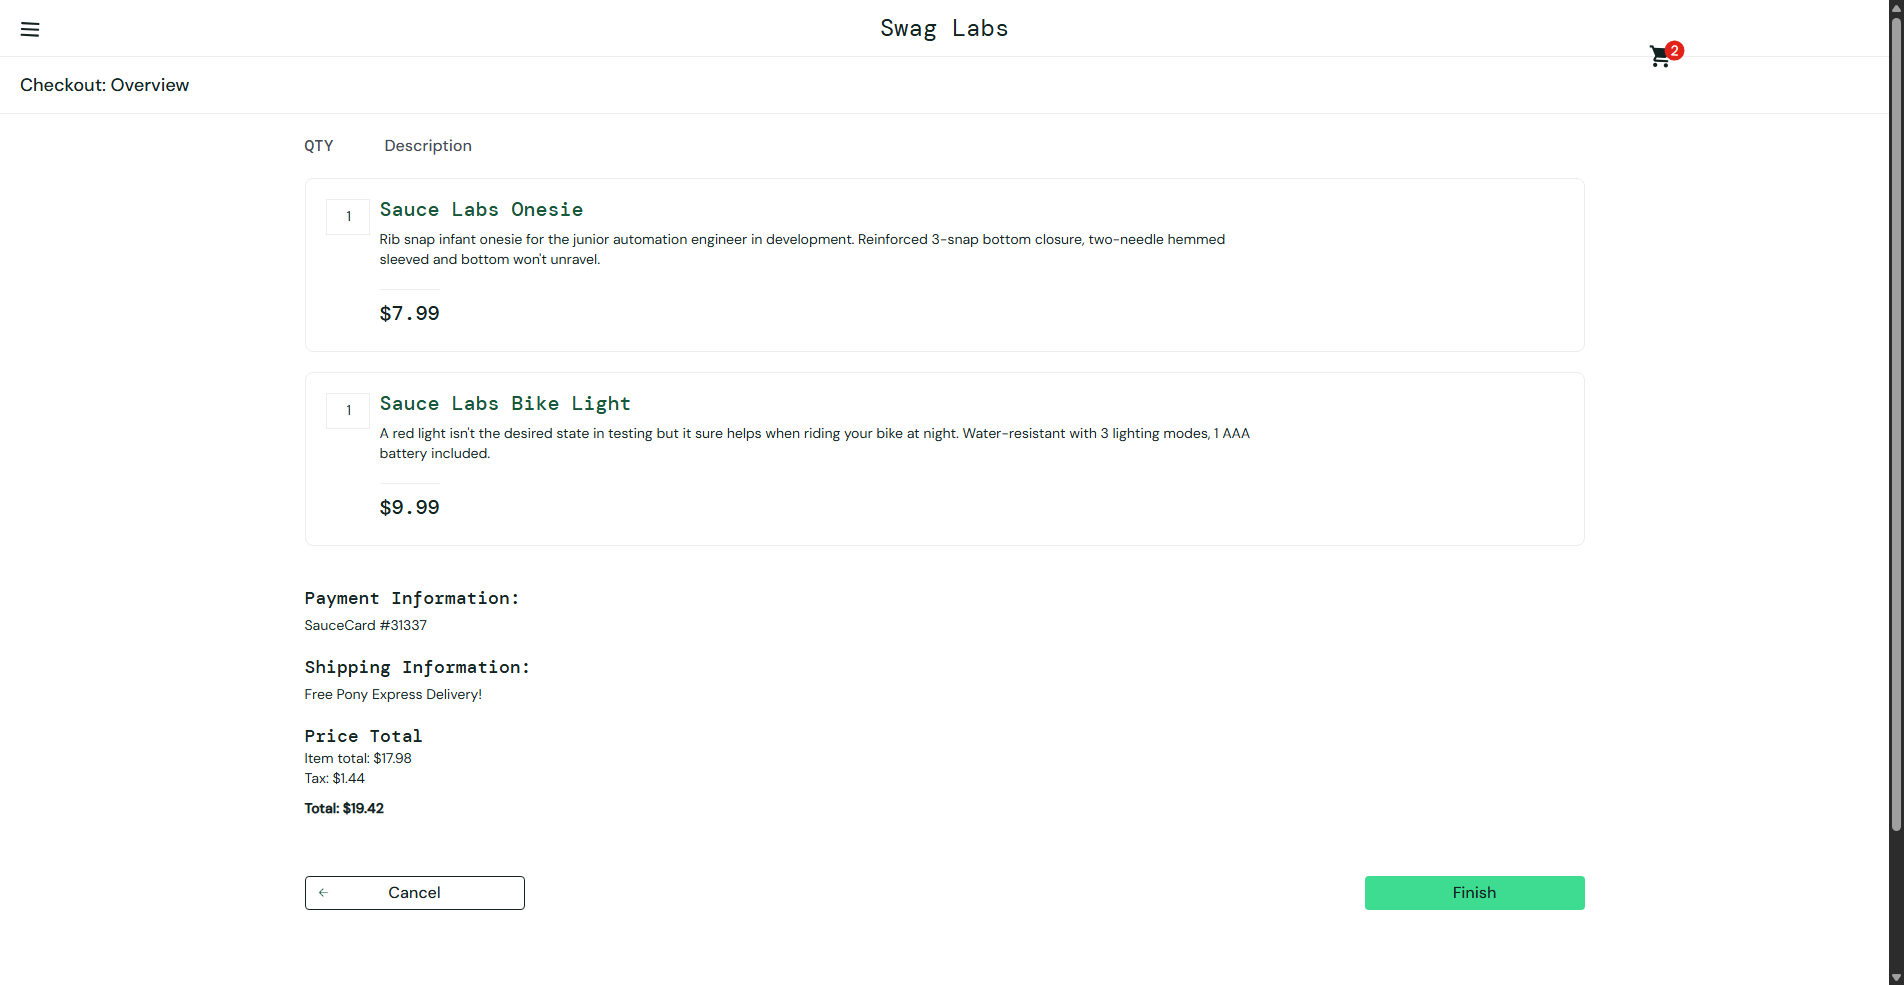 Swag Labs
2
Checkout: Overview
QTY Description
1 Sauce Labs Onesie
Rib snap infant onesie for the junior automation engineer in development. Reinforced 3-snap bottom closure, two-needle hemmed
sleeved and bottom won't unravel.
$7.99
1 Sauce Labs Bike Light
A red light isn't the desired state in testing but it sure helps when riding your bike at night. Water-resistant with 3 lighting modes, 1 AAA
battery included.
$9.99
Payment Information:
SauceCard #31337
Shipping Information:
Free Pony Express Delivery!
Price Total
Item total: $17.98
Tax: $1.44
Total: $19.42
Cancel Finish